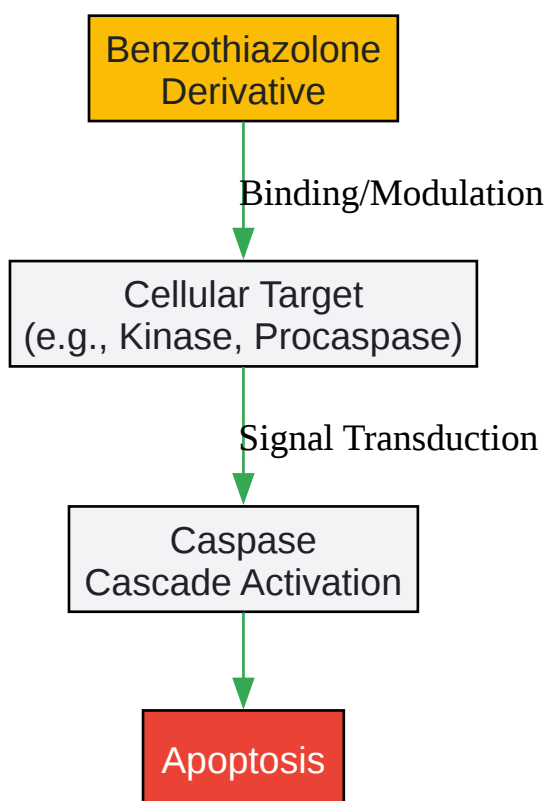 Benzothiazolone
Derivative
Binding/Modulation
Cellular Target
(e.g., Kinase, Procaspase)
Signal Transduction
Caspase
Cascade Activation
Apoptosis